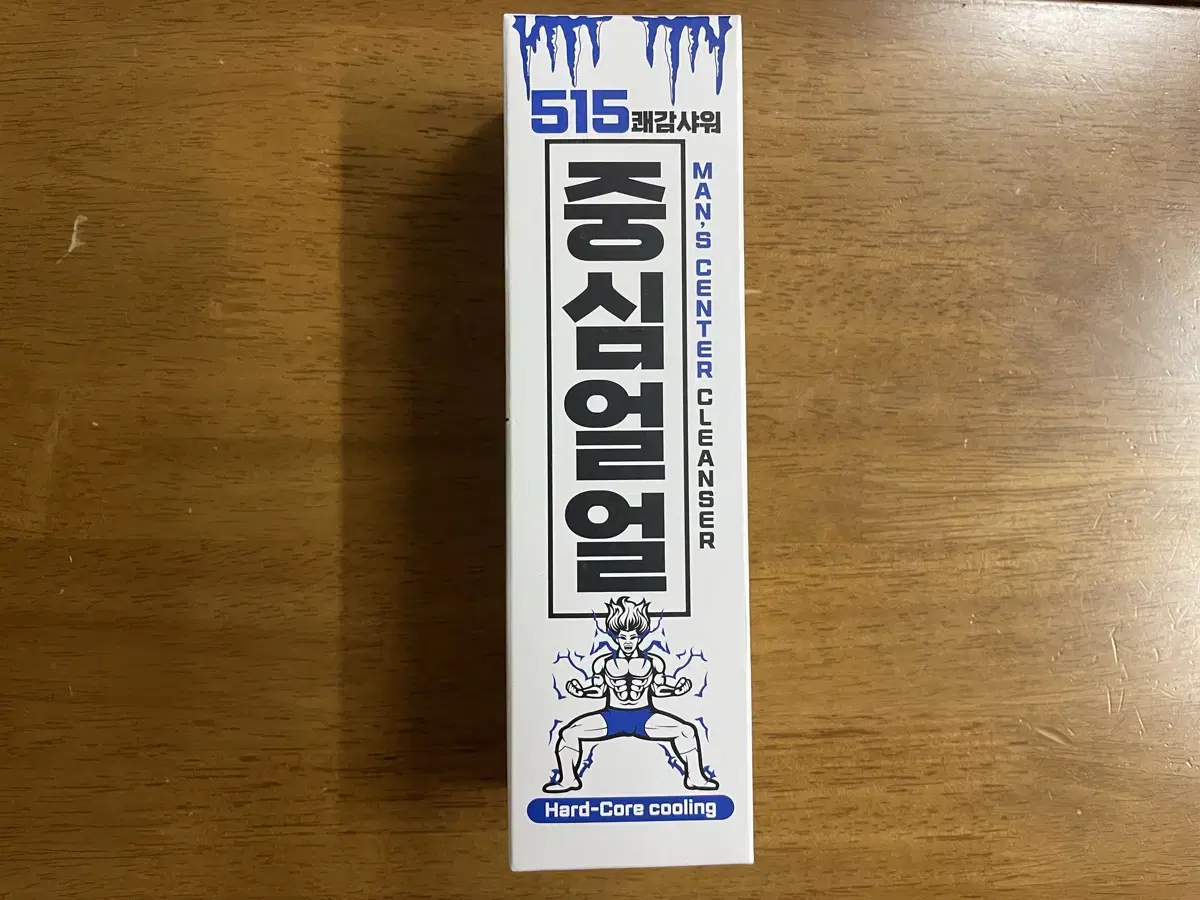 515쾌감샤워
중심얼얼
MAN'S CENTER CLEANSER
Hard-Core cooling